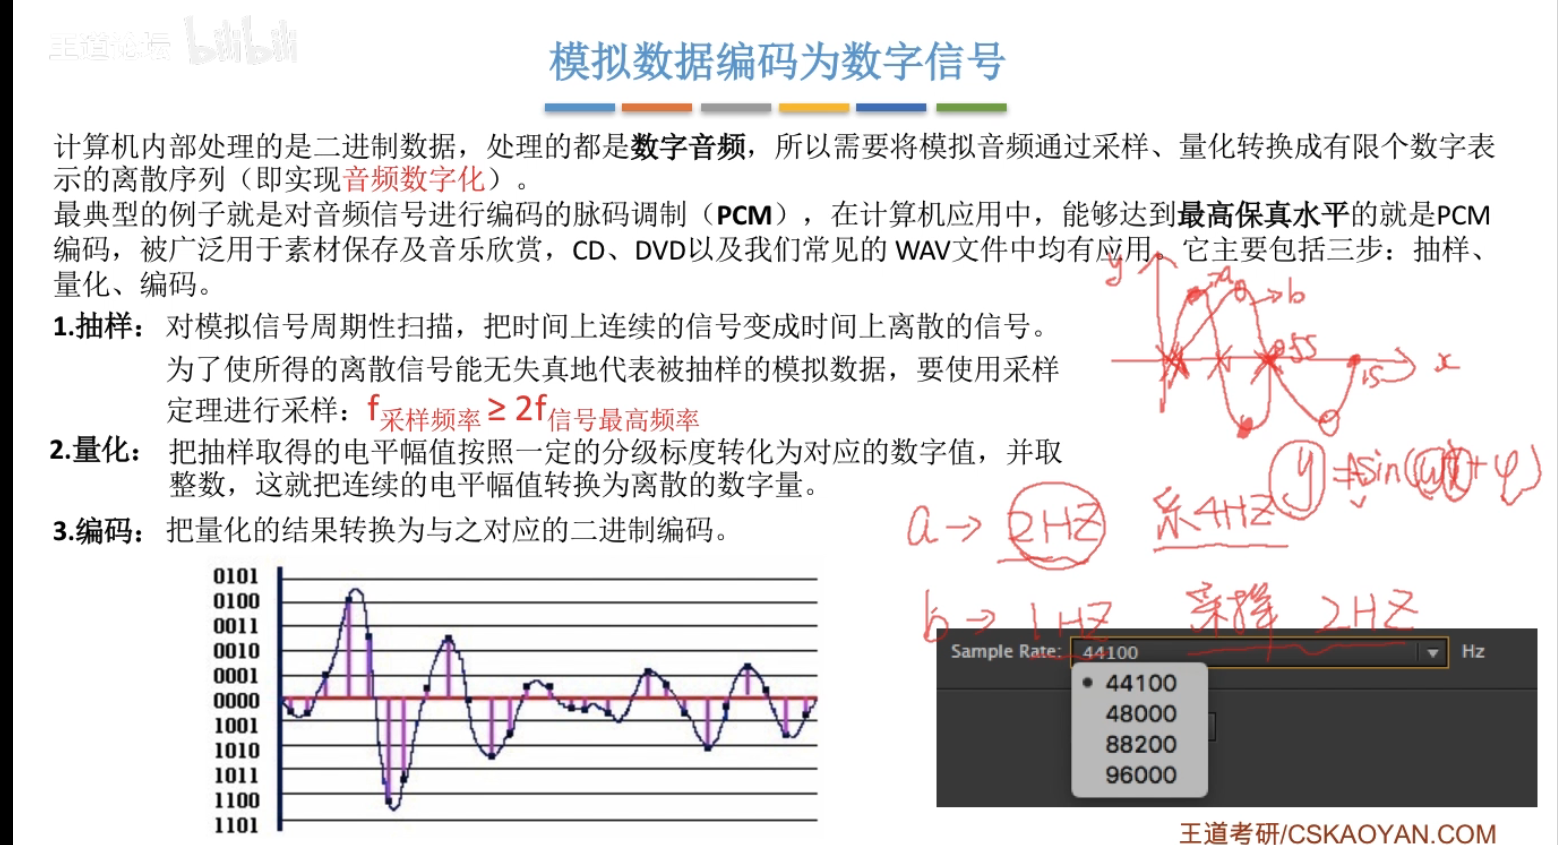 王道论坛 bilibili
模拟数据编码为数字信号
计算机内部处理的是二进制数据，处理的都是数字音频，所以需要将模拟音频通过采样、量化转换成有限个数字表
示的离散序列（即实现音频数字化）。
最典型的例子就是对音频信号进行编码的脉码调制（PCM），在计算机应用中，能够达到最高保真水平的就是PCM
编码，被广泛用于素材保存及音乐欣赏，CD、DVD以及我们常见的 WAV文件中均有应用。它主要包括三步：抽样、
量化、编码。
1.抽样：对模拟信号周期性扫描，把时间上连续的信号变成时间上离散的信号。
为了使所得的离散信号能无失真地代表被抽样的模拟数据，要使用采样
定理进行采样：f采样频率 ≥ 2f信号最高频率
2.量化：把抽样取得的电平幅值按照一定的分级标度转化为对应的数字值，并取
整数，这就把连续的电平幅值转换为离散的数字量。
3.编码：把量化的结果转换为与之对应的二进制编码。
y
a
b
x
0.5S
1S
y=Asin(ωx+φ)
a→2HZ 采4HZ
b→1HZ 采样 2HZ
0101
0100
0011
0010
0001
0000
1001
1010
1011
1100
1101
Sample Rate: 44100 Hz
44100
48000
88200
96000
王道考研/CSKAOYAN.COM